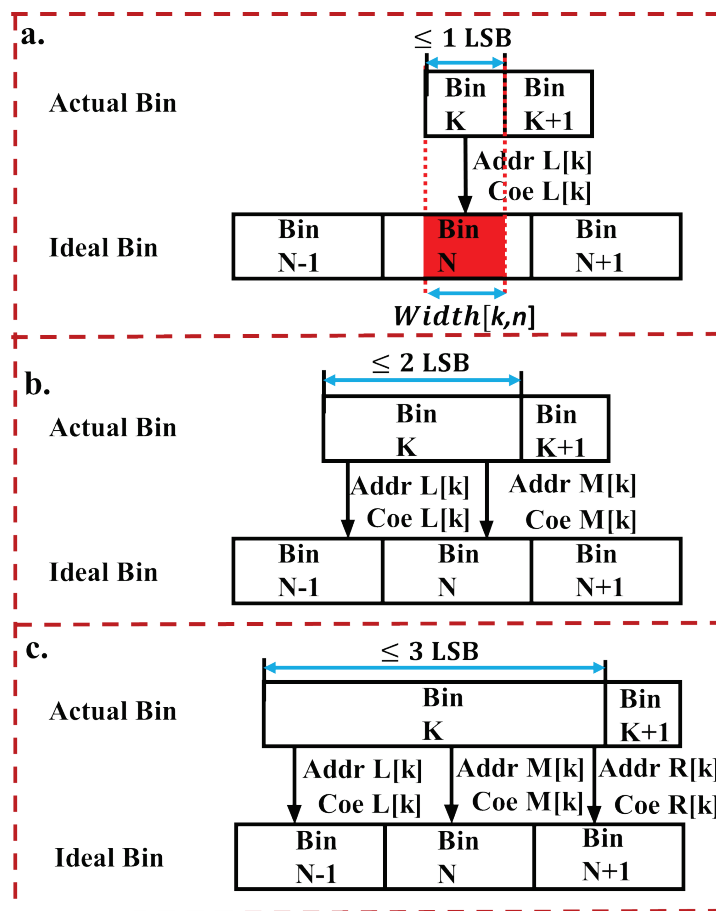 a.
≤ 1 LSB
Actual Bin
Bin K
Bin K+1
Addr L[k]
Coe L[k]
Ideal Bin
Bin N-1
Bin N
Bin N+1
Width[k,n]
b.
≤ 2 LSB
Actual Bin
Bin K
Bin K+1
Addr L[k]
Coe L[k]
Addr M[k]
Coe M[k]
Ideal Bin
Bin N-1
Bin N
Bin N+1
c.
≤ 3 LSB
Actual Bin
Bin K
Bin K+1
Addr L[k]
Coe L[k]
Addr M[k]
Coe M[k]
Addr R[k]
Coe R[k]
Ideal Bin
Bin N-1
Bin N
Bin N+1